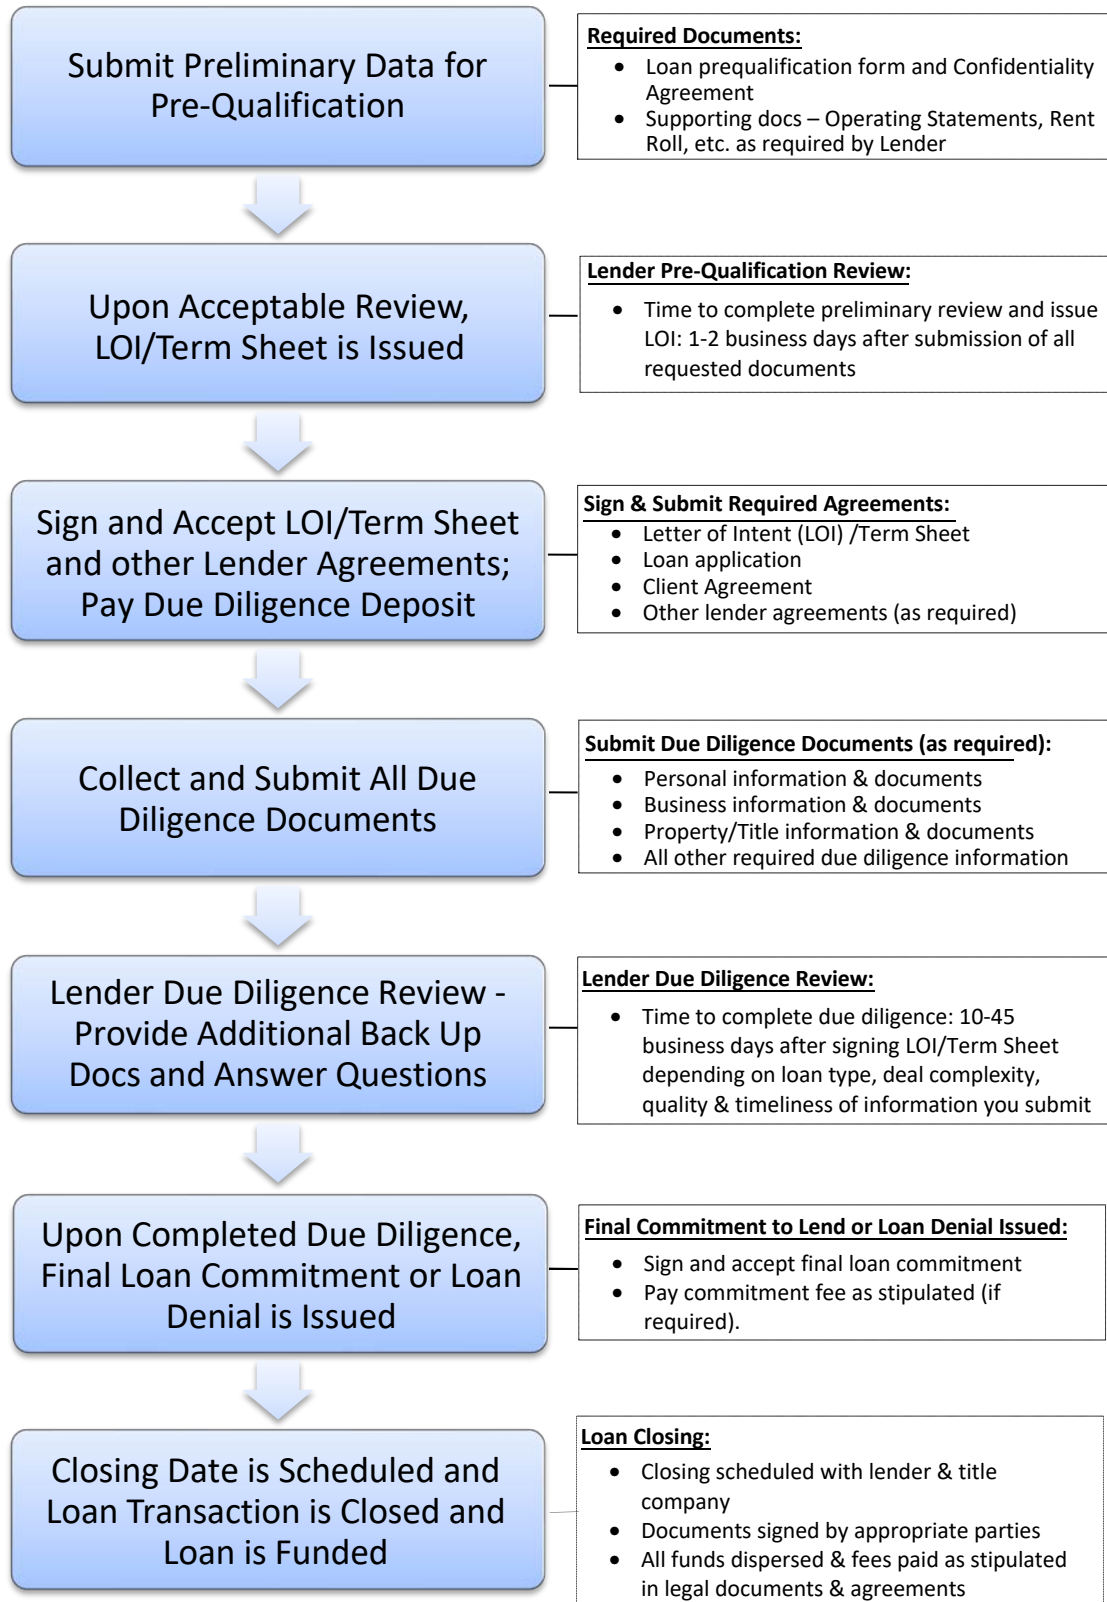 Submit Preliminary Data for
Pre-Qualification
Required Documents:
• Loan prequalification form and Confidentiality
Agreement
• Supporting docs – Operating Statements, Rent
Roll, etc. as required by Lender
Upon Acceptable Review,
LOI/Term Sheet is Issued
Lender Pre-Qualification Review:
• Time to complete preliminary review and issue
LOI: 1-2 business days after submission of all
requested documents
Sign and Accept LOI/Term Sheet
and other Lender Agreements;
Pay Due Diligence Deposit
Sign & Submit Required Agreements:
• Letter of Intent (LOI) /Term Sheet
• Loan application
• Client Agreement
• Other lender agreements (as required)
Collect and Submit All Due
Diligence Documents
Submit Due Diligence Documents (as required):
• Personal information & documents
• Business information & documents
• Property/Title information & documents
• All other required due diligence information
Lender Due Diligence Review -
Provide Additional Back Up
Docs and Answer Questions
Lender Due Diligence Review:
• Time to complete due diligence: 10-45
business days after signing LOI/Term Sheet
depending on loan type, deal complexity,
quality & timeliness of information you submit
Upon Completed Due Diligence,
Final Loan Commitment or Loan
Denial is Issued
Final Commitment to Lend or Loan Denial Issued:
• Sign and accept final loan commitment
• Pay commitment fee as stipulated (if
required).
Closing Date is Scheduled and
Loan Transaction is Closed and
Loan is Funded
Loan Closing:
• Closing scheduled with lender & title
company
• Documents signed by appropriate parties
• All funds dispersed & fees paid as stipulated
in legal documents & agreements